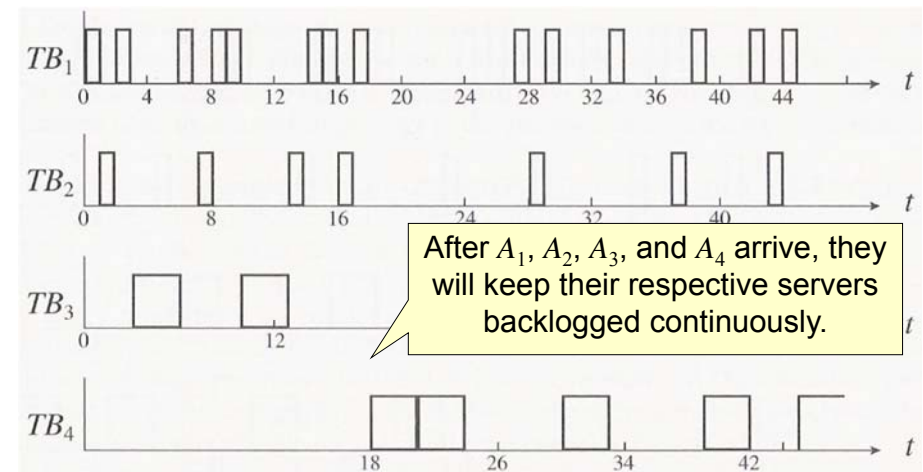 TB1
0 4 8 12 16 20 24 28 32 36 40 44 t
TB2
0 8 16 24 32 40 t
After A1, A2, A3, and A4 arrive, they
will keep their respective servers
backlogged continuously.
TB3
0 12 t
TB4
18 26 34 42 t